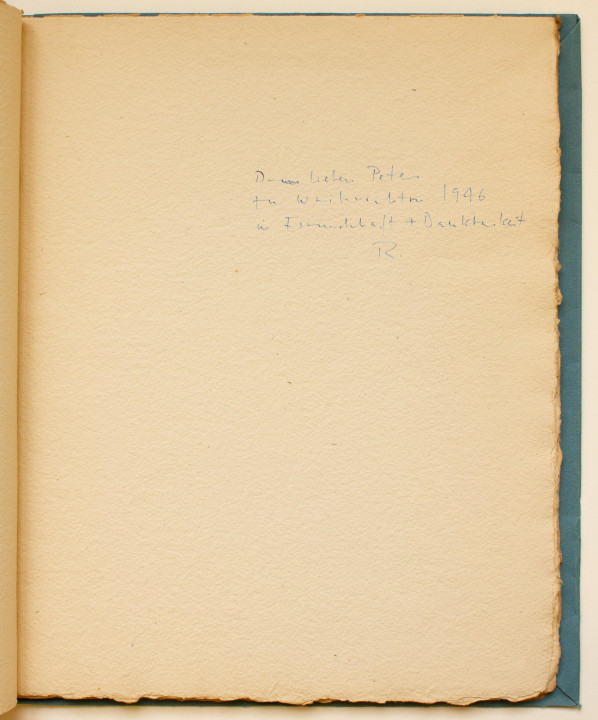 Dem lieben Peter
zu Weihnachten 1946
in Freundschaft + Dankbarkeit
R.